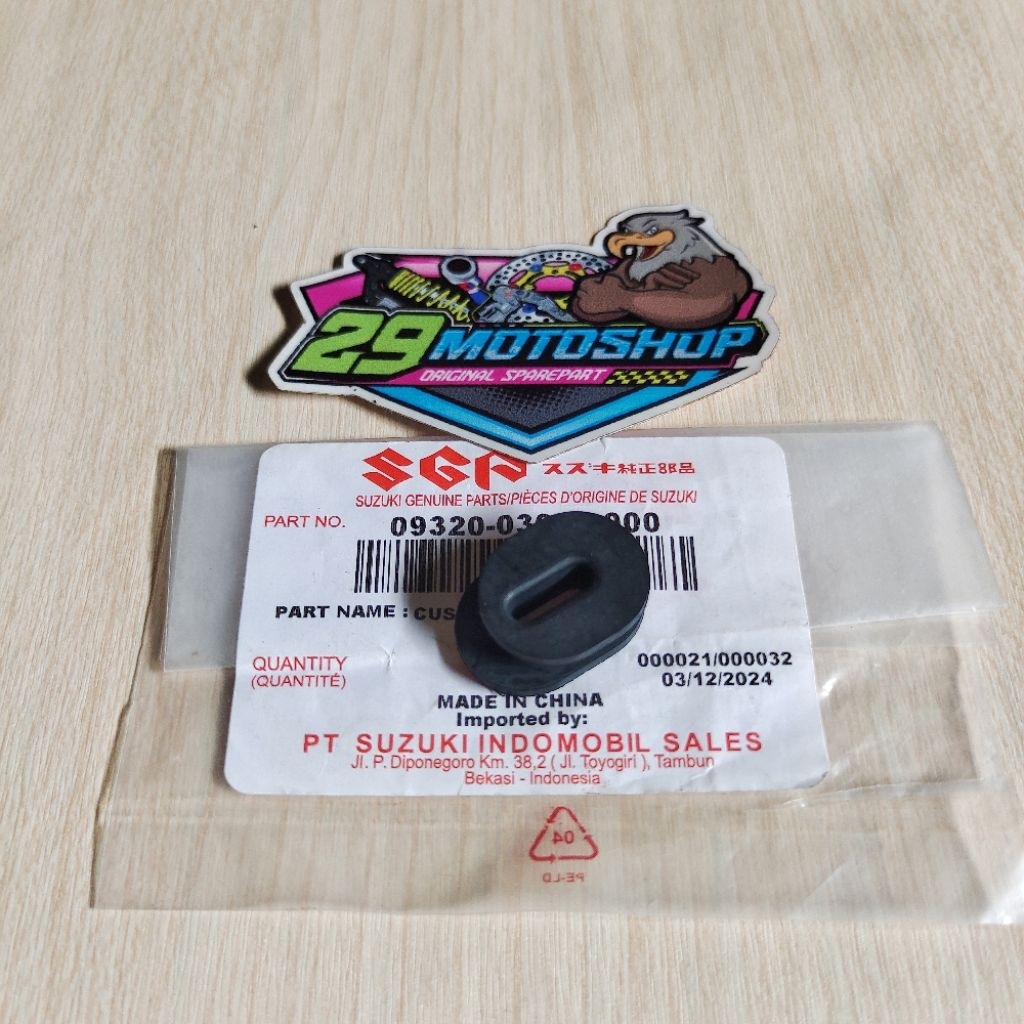 29 MOTOSHOP
ORIGINAL SPAREPART
SGP スズキ純正部品
SUZUKI GENUINE PARTS/PIÈCES D'ORIGINE DE SUZUKI
PART NO. 09320-03 000
PART NAME : CUS
QUANTITY
(QUANTITÉ)
000021/000032
03/12/2024
MADE IN CHINA
Imported by:
PT SUZUKI INDOMOBIL SALES
Jl. P. Diponegoro Km. 38,2 ( Jl. Toyogiri ), Tambun
Bekasi - Indonesia
04
PE-LD